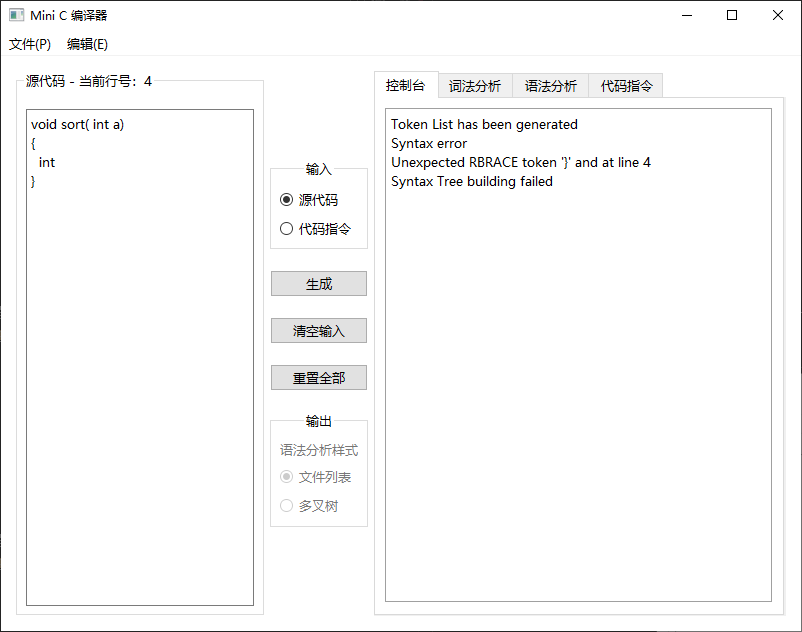 Mini C 编译器
文件(P) 编辑(E)
源代码 - 当前行号：4
void sort( int a)
{
int
}
输入
源代码
代码指令
生成
清空输入
重置全部
输出
语法分析样式
文件列表
多叉树
控制台 词法分析 语法分析 代码指令
Token List has been generated
Syntax error
Unexpected RBRACE token '}' and at line 4
Syntax Tree building failed